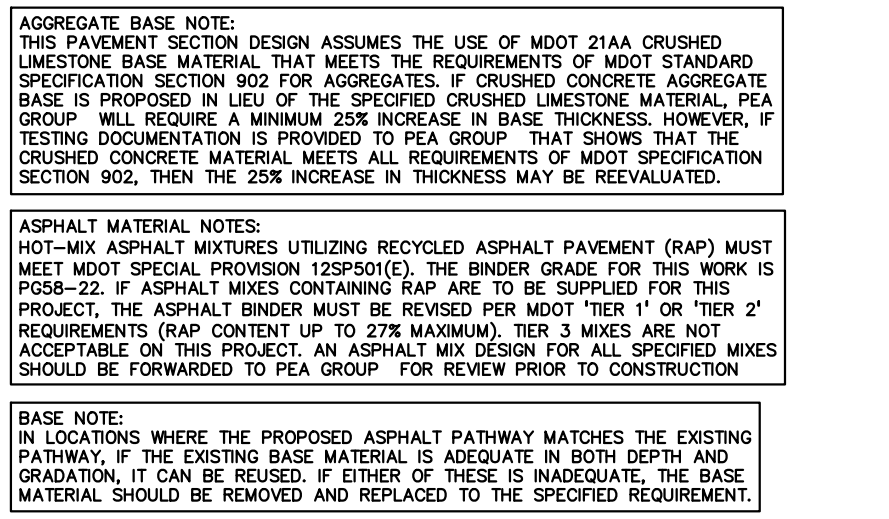 AGGREGATE BASE NOTE:
THIS PAVEMENT SECTION DESIGN ASSUMES THE USE OF MDOT 21AA CRUSHED
LIMESTONE BASE MATERIAL THAT MEETS THE REQUIREMENTS OF MDOT STANDARD
SPECIFICATION SECTION 902 FOR AGGREGATES. IF CRUSHED CONCRETE AGGREGATE
BASE IS PROPOSED IN LIEU OF THE SPECIFIED CRUSHED LIMESTONE MATERIAL, PEA
GROUP WILL REQUIRE A MINIMUM 25% INCREASE IN BASE THICKNESS. HOWEVER, IF
TESTING DOCUMENTATION IS PROVIDED TO PEA GROUP THAT SHOWS THAT THE
CRUSHED CONCRETE MATERIAL MEETS ALL REQUIREMENTS OF MDOT SPECIFICATION
SECTION 902, THEN THE 25% INCREASE IN THICKNESS MAY BE REEVALUATED.
ASPHALT MATERIAL NOTES:
HOT-MIX ASPHALT MIXTURES UTILIZING RECYCLED ASPHALT PAVEMENT (RAP) MUST
MEET MDOT SPECIAL PROVISION 12SP501(E). THE BINDER GRADE FOR THIS WORK IS
PG58-22. IF ASPHALT MIXES CONTAINING RAP ARE TO BE SUPPLIED FOR THIS
PROJECT, THE ASPHALT BINDER MUST BE REVISED PER MDOT 'TIER 1' OR 'TIER 2'
REQUIREMENTS (RAP CONTENT UP TO 27% MAXIMUM). TIER 3 MIXES ARE NOT
ACCEPTABLE ON THIS PROJECT. AN ASPHALT MIX DESIGN FOR ALL SPECIFIED MIXES
SHOULD BE FORWARDED TO PEA GROUP FOR REVIEW PRIOR TO CONSTRUCTION
BASE NOTE:
IN LOCATIONS WHERE THE PROPOSED ASPHALT PATHWAY MATCHES THE EXISTING
PATHWAY, IF THE EXISTING BASE MATERIAL IS ADEQUATE IN BOTH DEPTH AND
GRADATION, IT CAN BE REUSED. IF EITHER OF THESE IS INADEQUATE, THE BASE
MATERIAL SHOULD BE REMOVED AND REPLACED TO THE SPECIFIED REQUIREMENT.